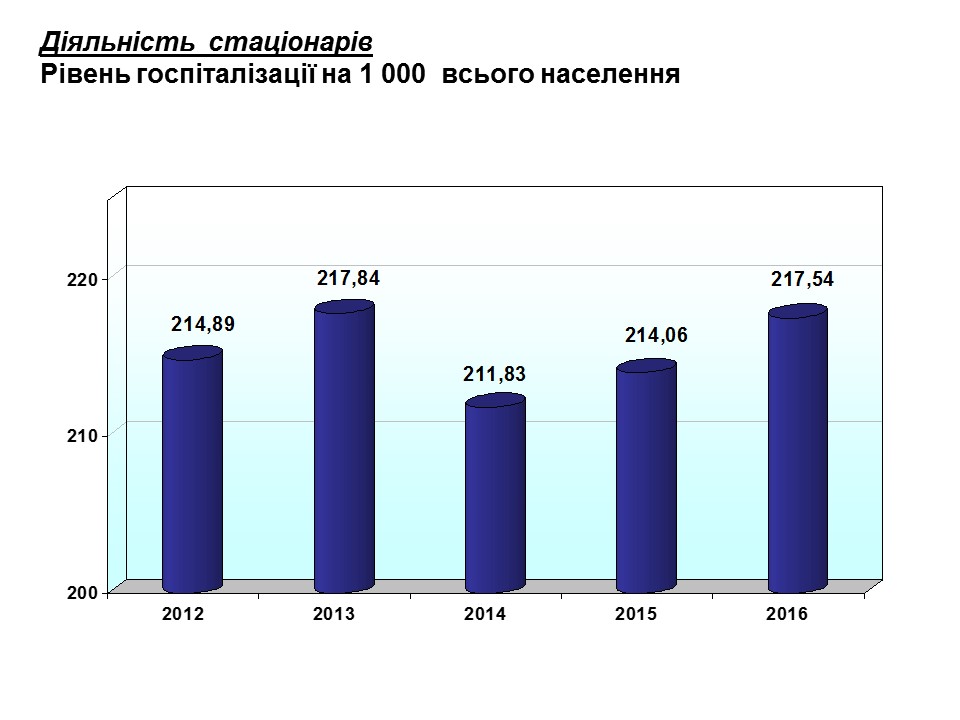 Діяльність стаціонарів
Рівень госпіталізації на 1 000 всього населення
220
210
200
214,89
217,84
211,83
214,06
217,54
2012 2013 2014 2015 2016